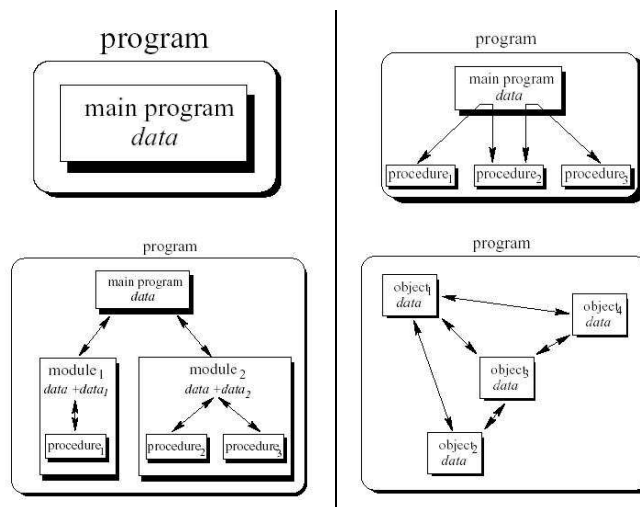 program
main program
data
program
main program
data
procedure1 procedure2 procedure3
program
main program
data
module1 module2
data +data1 data +data2
procedure1 procedure2 procedure3
program
object1
data
object4
data
object3
data
object2
data